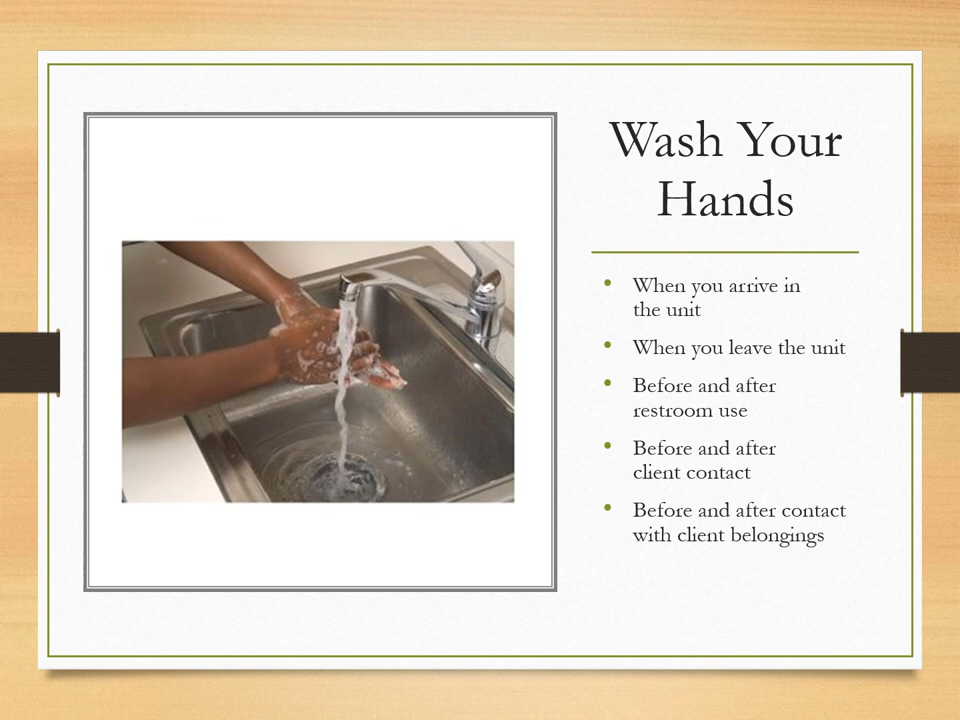 Wash Your
Hands
• When you arrive in
the unit
• When you leave the unit
• Before and after
restroom use
• Before and after
client contact
• Before and after contact
with client belongings